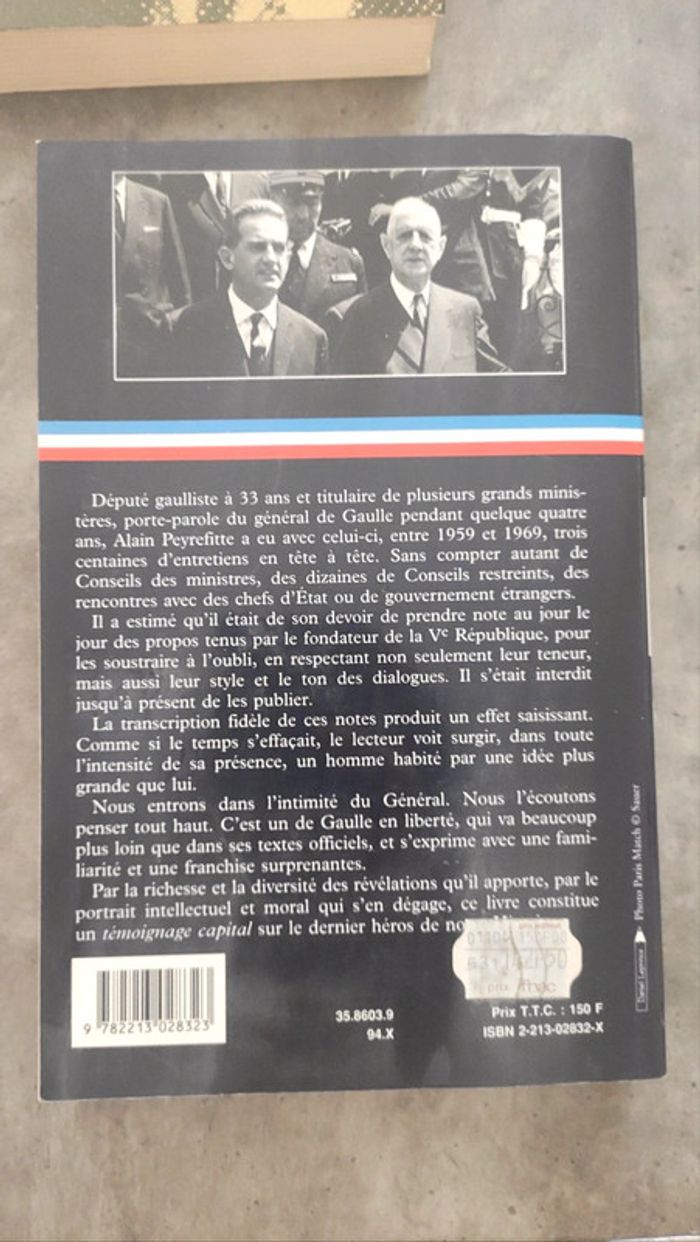 Député gaulliste à 33 ans et titulaire de plusieurs grands minis-
tères, porte-parole du général de Gaulle pendant quelque quatre
ans, Alain Peyrefitte a eu avec celui-ci, entre 1959 et 1969, trois
centaines d'entretiens en tête à tête. Sans compter autant de
Conseils des ministres, des dizaines de Conseils restreints, des
rencontres avec des chefs d'État ou de gouvernement étrangers.
Il a estimé qu'il était de son devoir de prendre note au jour le
jour des propos tenus par le fondateur de la Vᵉ République, pour
les soustraire à l'oubli, en respectant non seulement leur teneur,
mais aussi leur style et le ton des dialogues. Il s'était interdit
jusqu'à présent de les publier.
La transcription fidèle de ces notes produit un effet saisissant.
Comme si le temps s'effaçait, le lecteur voit surgir, dans toute
l'intensité de sa présence, un homme habité par une idée plus
grande que lui.
Nous entrons dans l'intimité du Général. Nous l'écoutons
penser tout haut. C'est un de Gaulle en liberté, qui va beaucoup
plus loin que dans ses textes officiels, et s'exprime avec une fami-
liarité et une franchise surprenantes.
Par la richesse et la diversité des révélations qu'il apporte, par le
portrait intellectuel et moral qui s'en dégage, ce livre constitue
un témoignage capital sur le dernier héros de
prix fnac
9 782213 028323
35.8603.9
94.X
Prix T.T.C. : 150 F
ISBN 2-213-02832-X
Photo Paris Match © Sauer